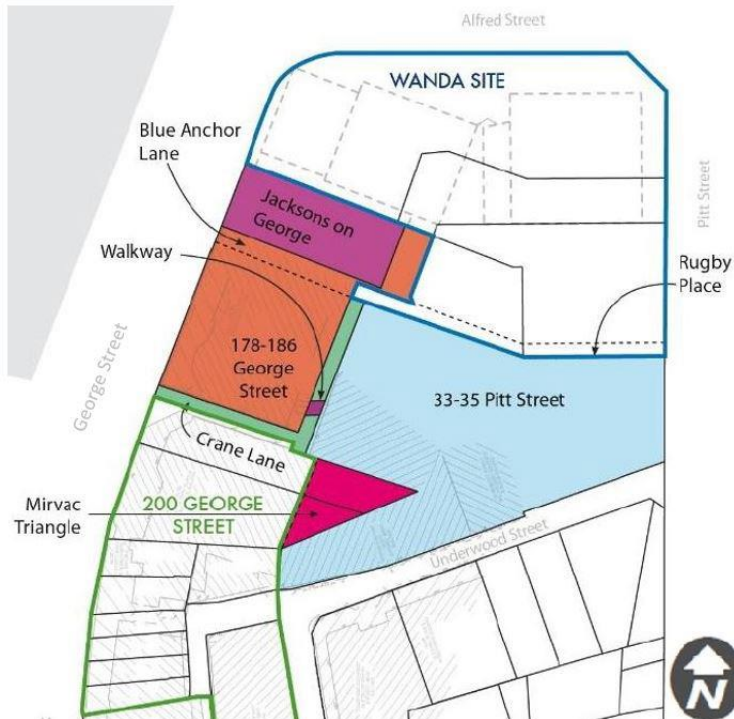 Alfred Street
WANDA SITE
Blue Anchor
Lane
Jacksons on
George
Pitt Street
Walkway
Rugby
Place
178-186
George
Street
33-35 Pitt Street
George Street
Crane Lane
Mirvac
Triangle
200 GEORGE
STREET
Underwood Street
N